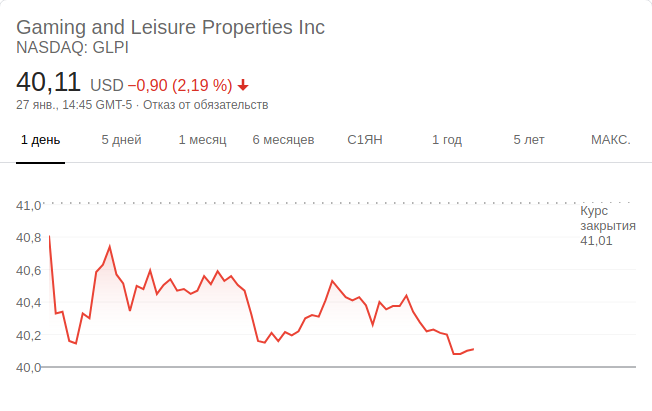 Gaming and Leisure Properties Inc
NASDAQ: GLPI
40,11 USD −0,90 (2,19 %)
27 янв., 14:45 GMT-5 · Отказ от обязательств
1 день 5 дней 1 месяц 6 месяцев С1ЯН 1 год 5 лет МАКС.
41,0
Курс
закрытия
41,01
40,8
40,6
40,4
40,2
40,0